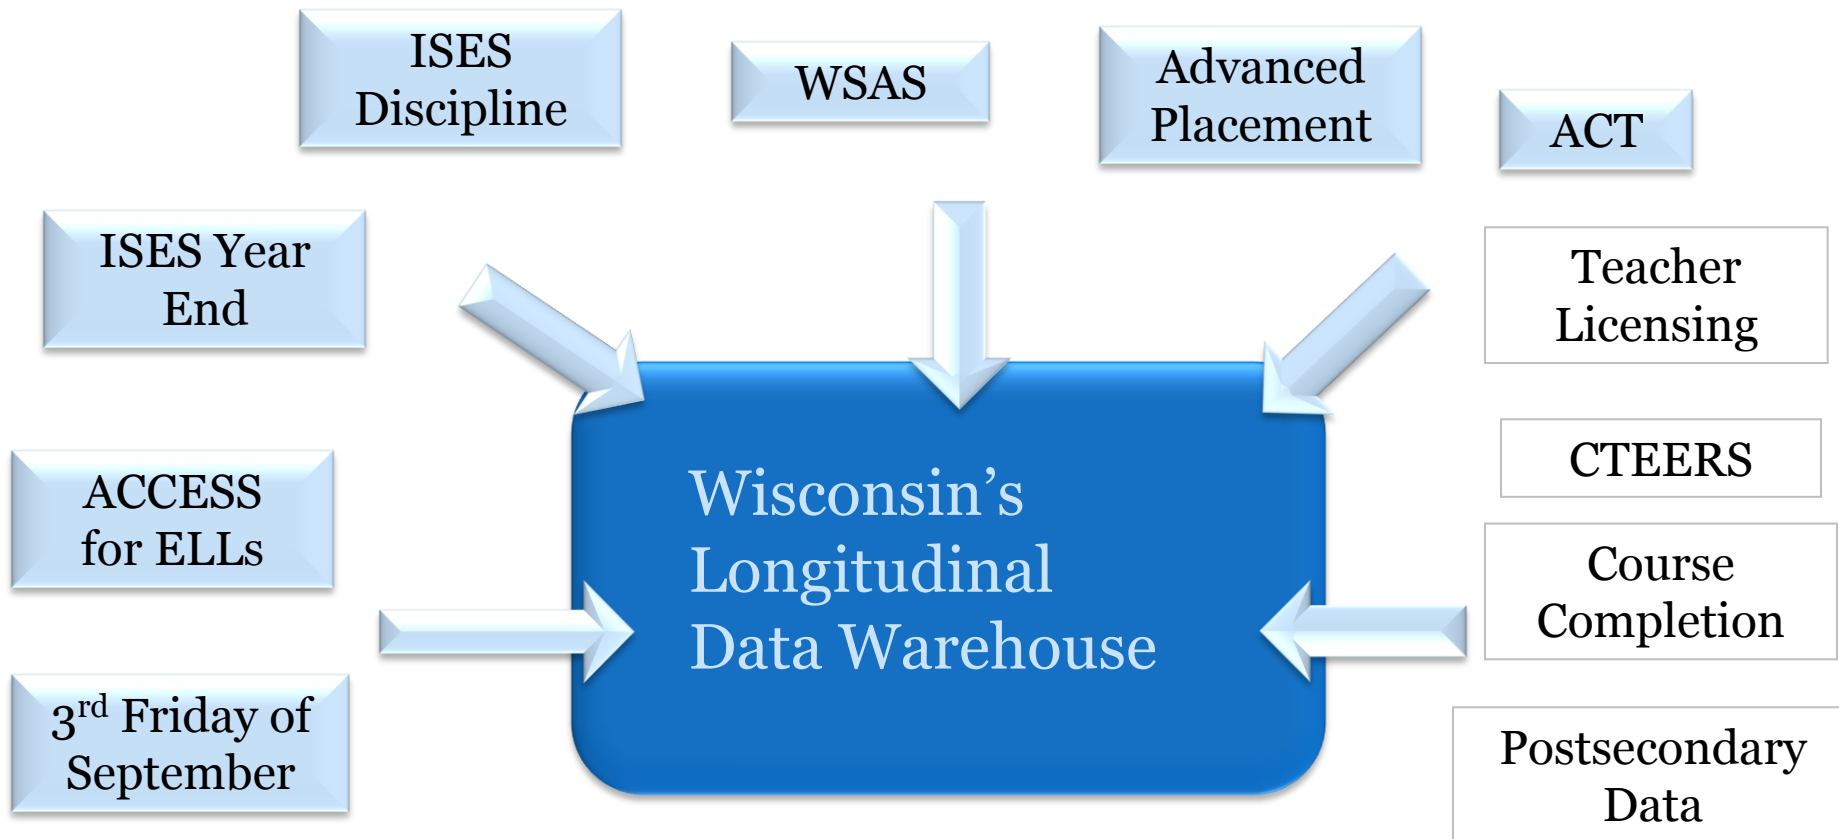 ISES
Discipline
WSAS
Advanced
Placement
ACT
ISES Year
End
Teacher
Licensing
ACCESS
for ELLs
Wisconsin’s
Longitudinal
Data Warehouse
CTEERS
Course
Completion
3rd Friday of
September
Postsecondary
Data